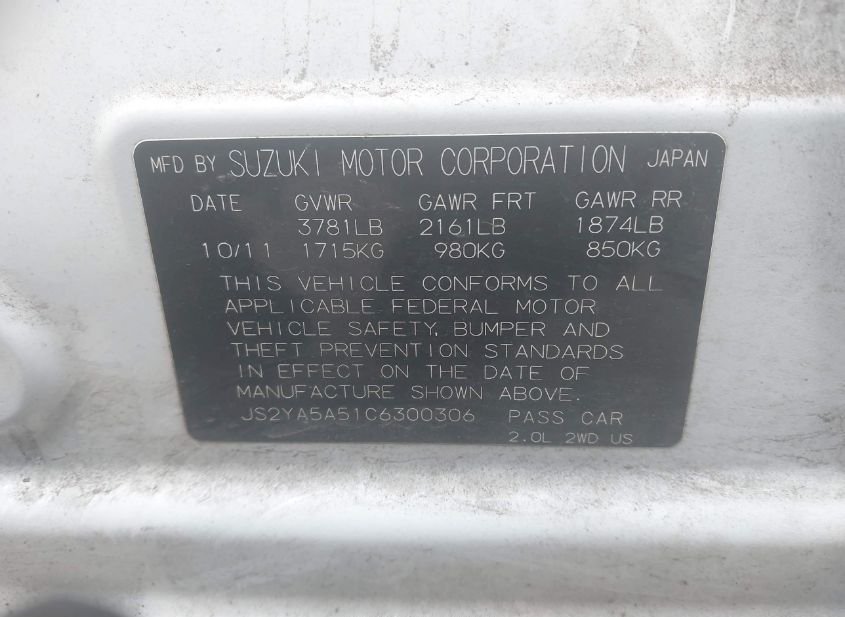 MFD BY SUZUKI MOTOR CORPORATION JAPAN
DATE GVWR GAWR FRT GAWR RR
3781LB 2161LB 1874LB
10/11 1715KG 980KG 850KG
THIS VEHICLE CONFORMS TO ALL
APPLICABLE FEDERAL MOTOR
VEHICLE SAFETY, BUMPER AND
THEFT PREVENTION STANDARDS
IN EFFECT ON THE DATE OF
MANUFACTURE SHOWN ABOVE.
JS2YA5A51C6300306 PASS CAR
2.0L 2WD US